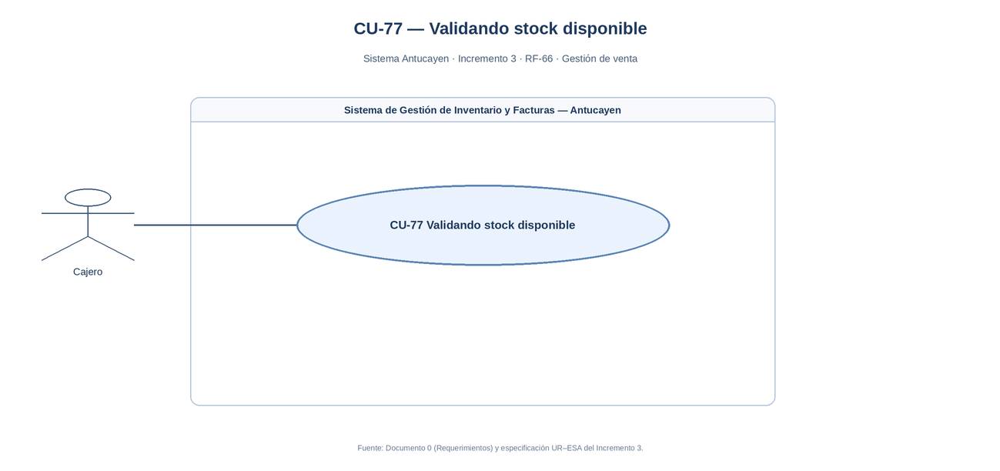 CU-77 — Validando stock disponible
Sistema Antucayen · Incremento 3 · RF-66 · Gestión de venta
Sistema de Gestión de Inventario y Facturas — Antucayen
CU-77 Validando stock disponible
Cajero
Fuente: Documento 0 (Requerimientos) y especificación UR–ESA del Incremento 3.